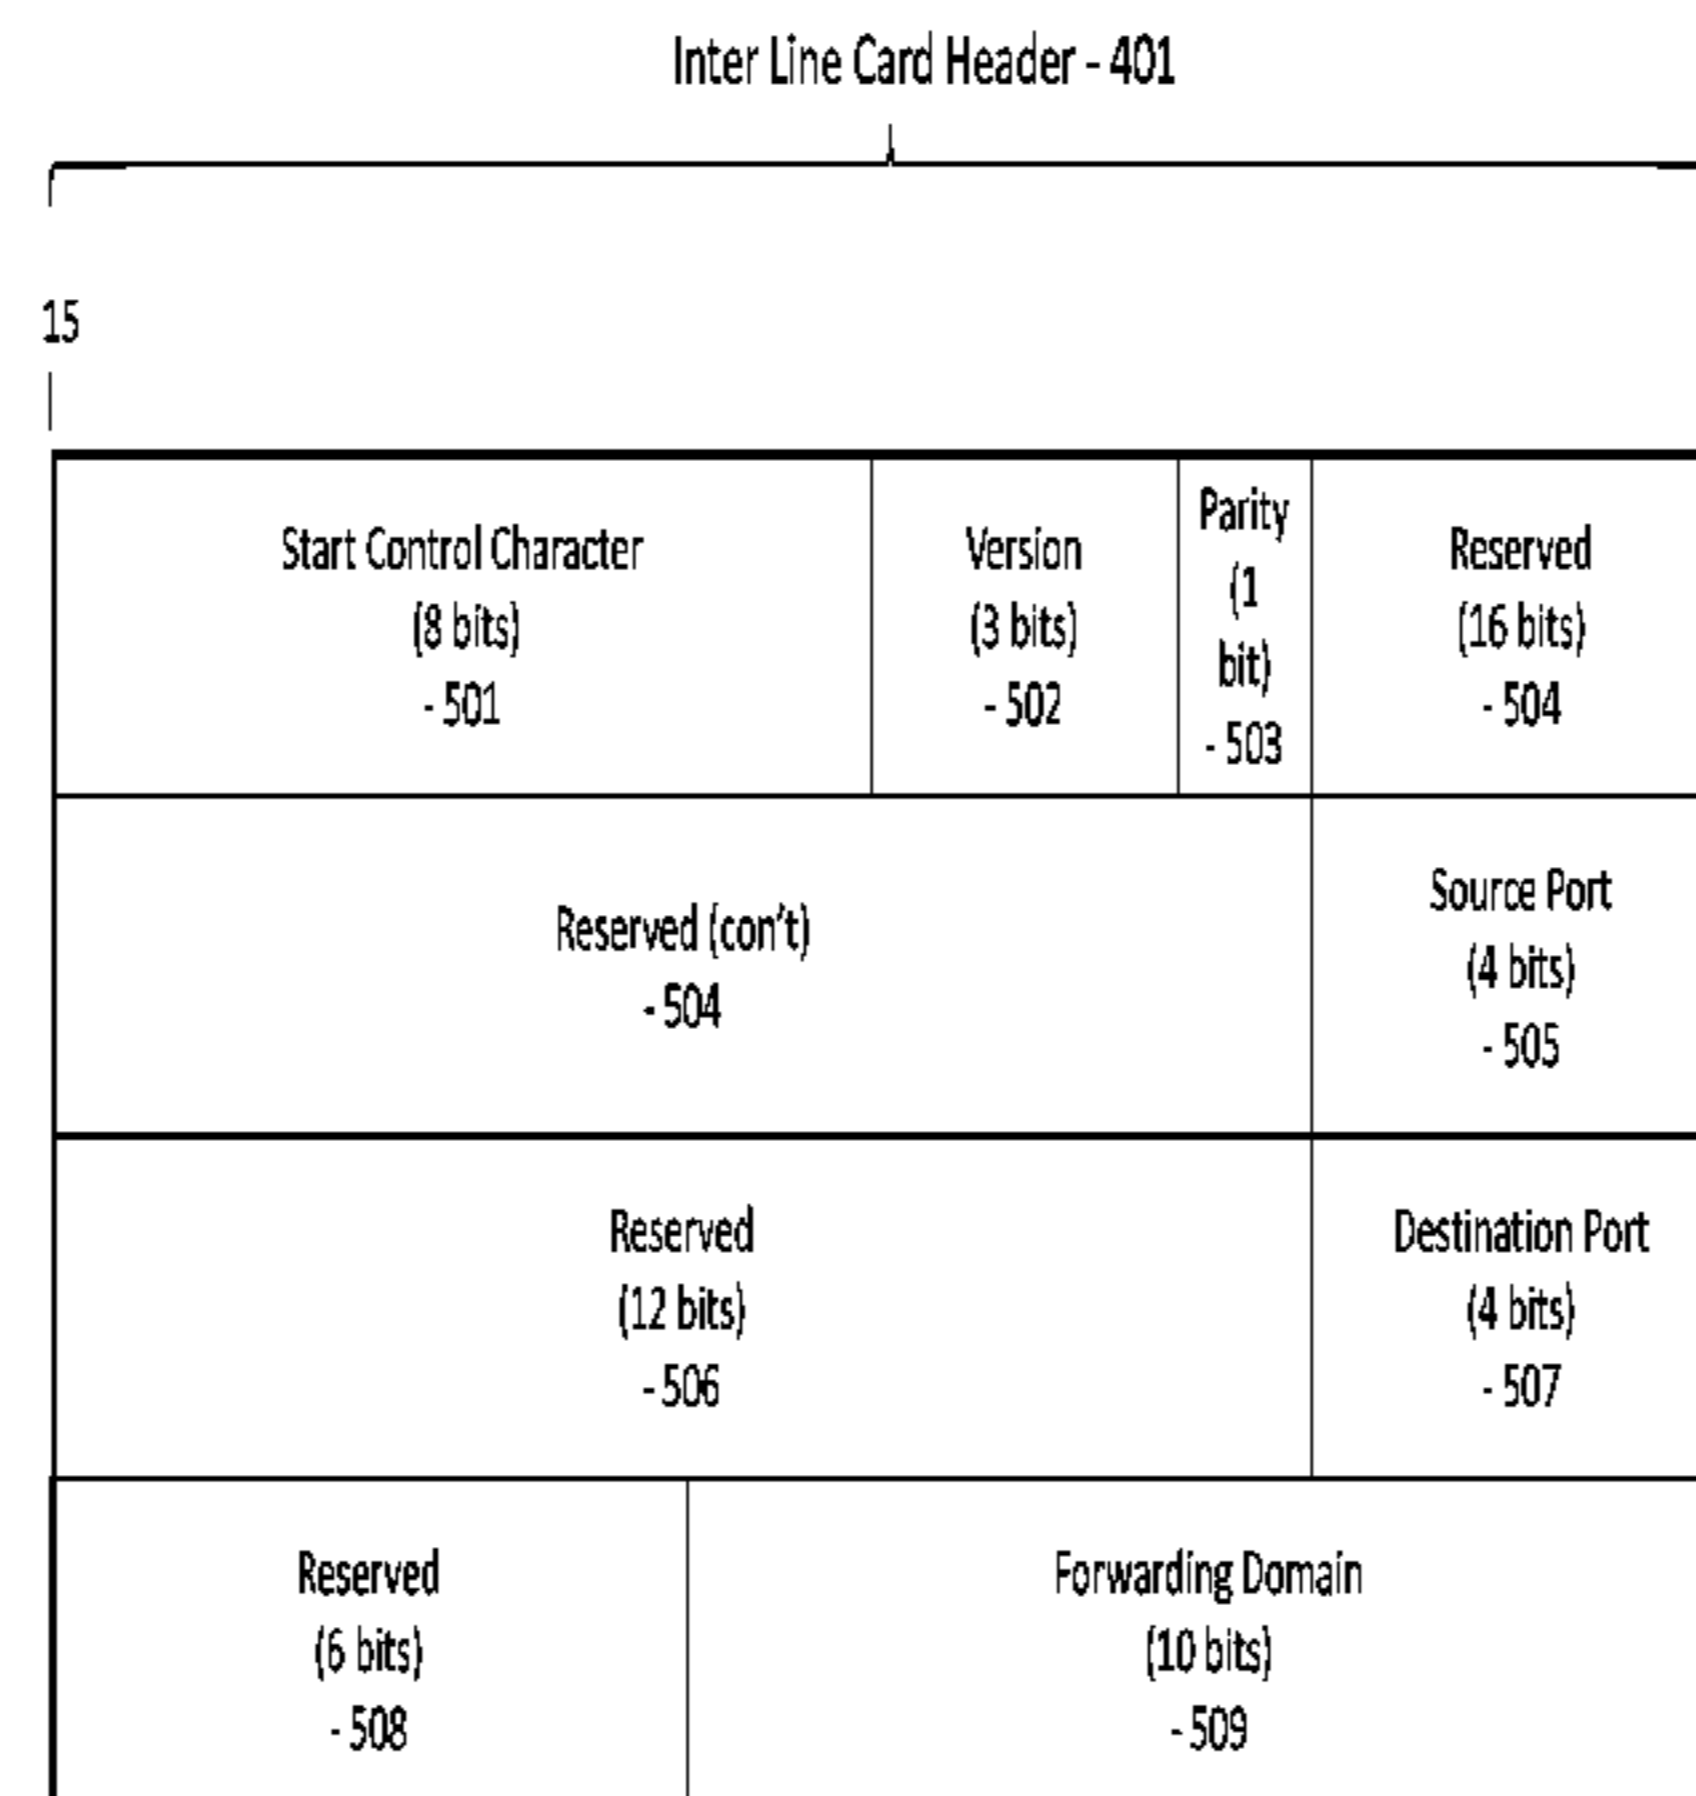 Inter Line Card Header - 401
15
Start Control Character
(8 bits)
- 501
Version
(3 bits)
- 502
Parity
(1
bit)
- 503
Reserved
(16 bits)
- 504
Reserved (con't)
- 504
Source Port
(4 bits)
- 505
Reserved
(12 bits)
- 506
Destination Port
(4 bits)
- 507
Reserved
(6 bits)
- 508
Forwarding Domain
(10 bits)
- 509